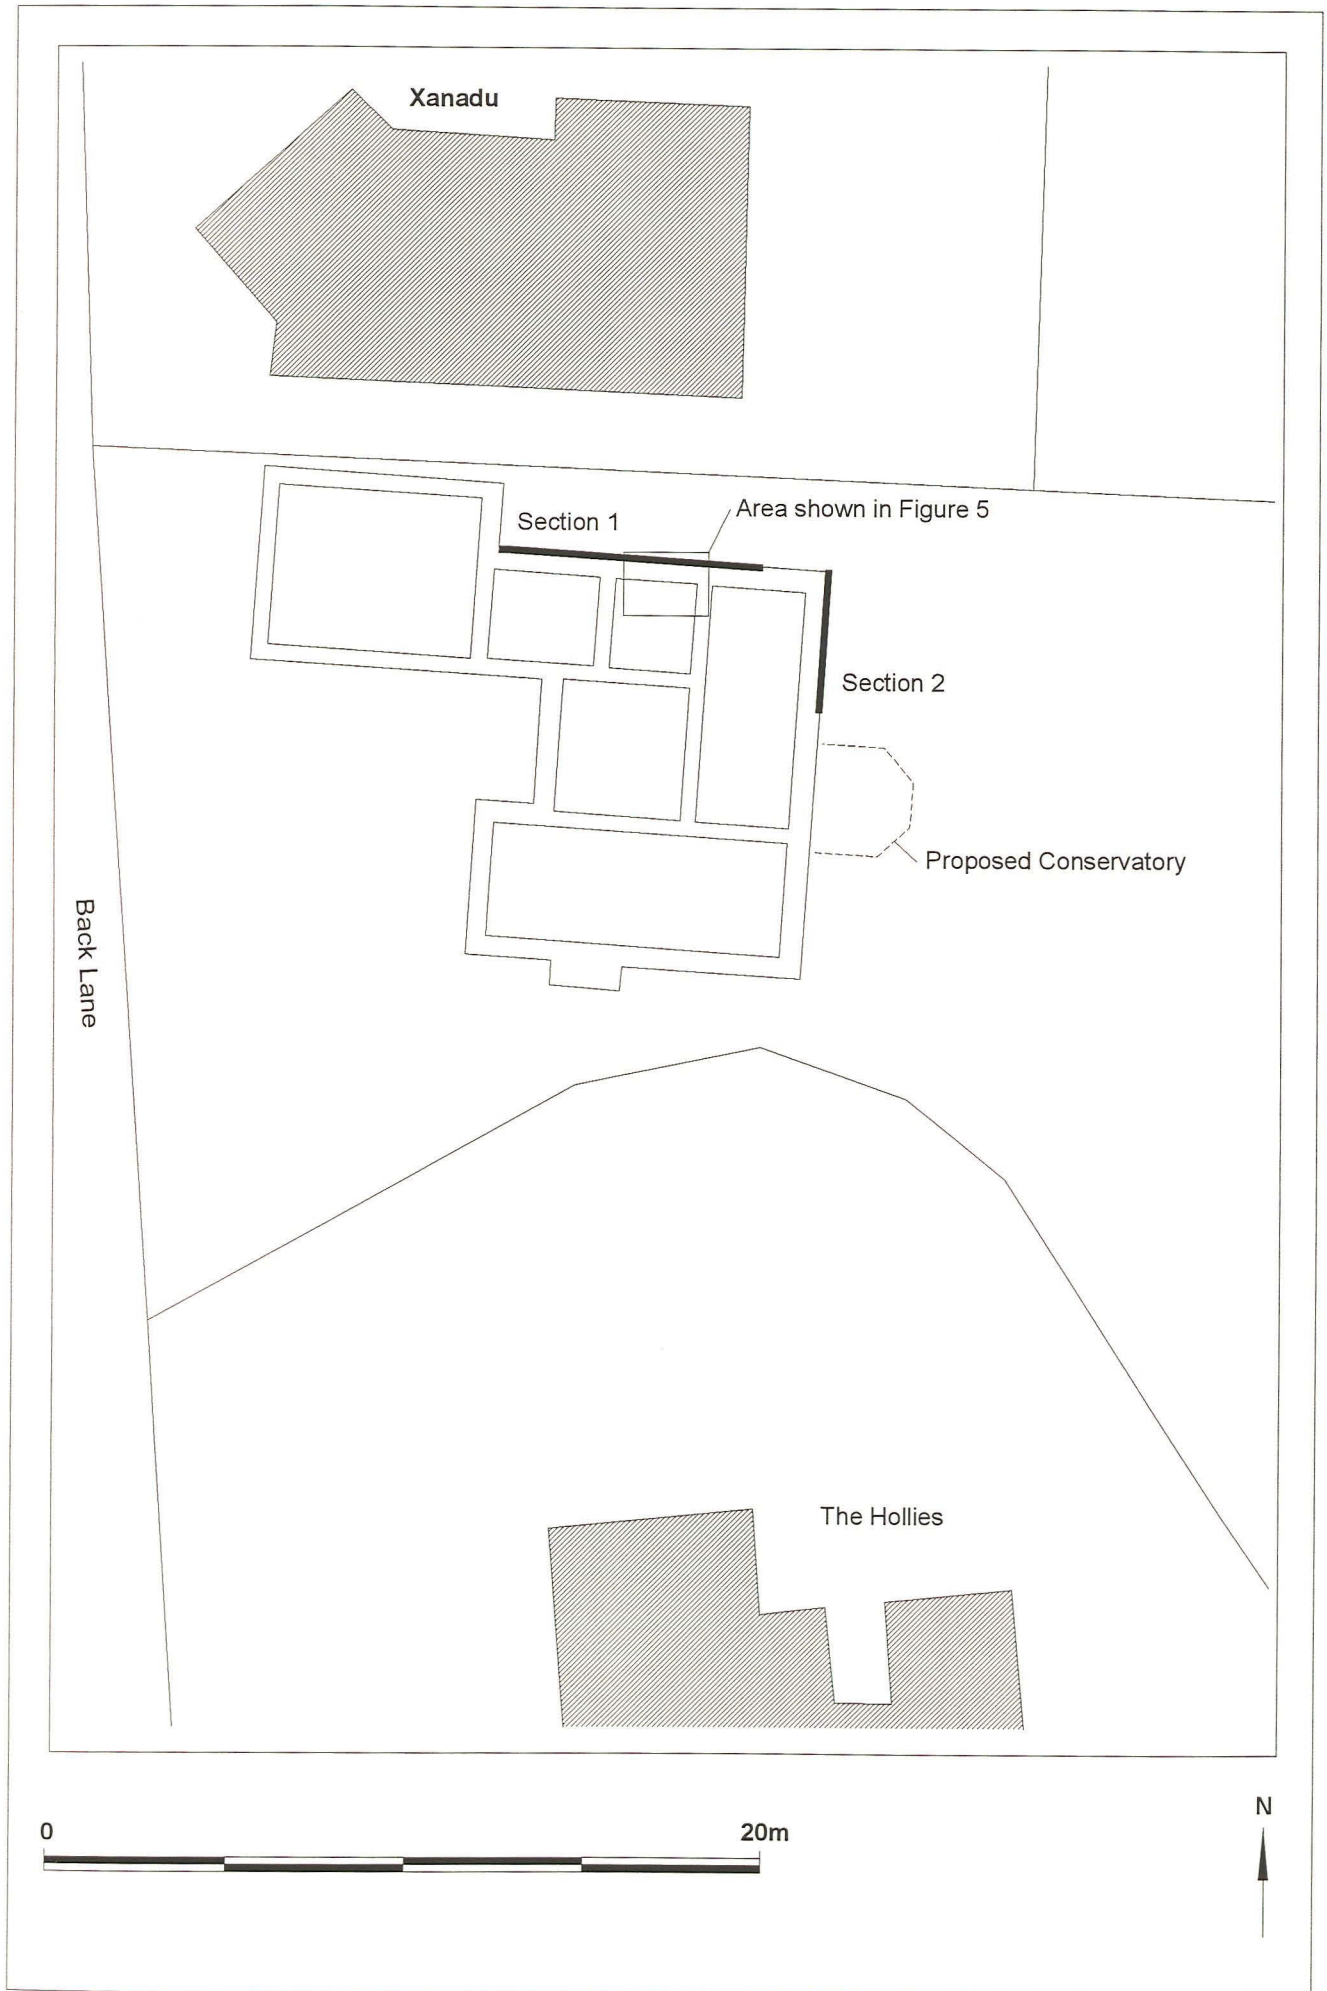 Xanadu
Area shown in Figure 5
Section 1
Section 2
Proposed Conservatory
Back Lane
The Hollies
0
20m
N